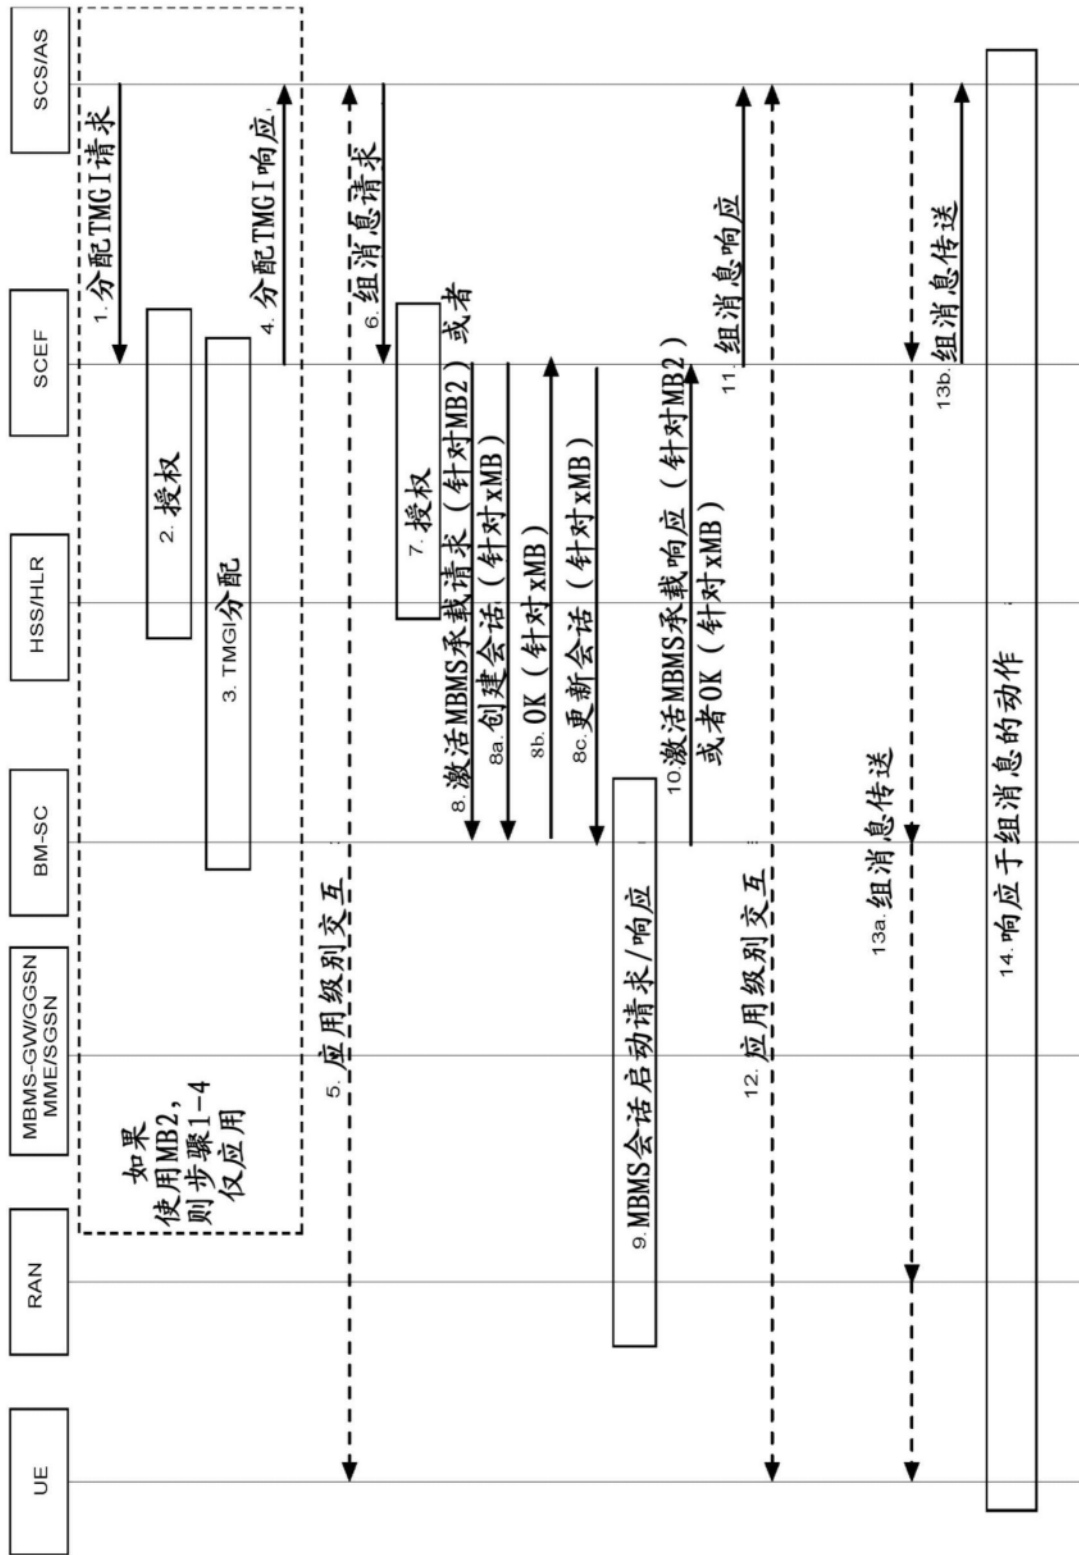 UE
RAN
MBMS-GW/GGSN
MME/SGSN
BM-SC
HSS/HLR
SCEF
SCS/AS
如果
使用MB2，
则步骤1-4
仅应用
1. 分配TMGI请求
2. 授权
3. TMGI分配
4. 分配TMGI响应
5. 应用级别交互
6. 组消息请求
7. 授权
8. 激活MBMS承载请求（针对MB2）或者
8a. 创建会话（针对xMB）
8b. OK（针对xMB）
8c. 更新会话（针对xMB）
9. MBMS会话启动请求/响应
10. 激活MBMS承载响应（针对MB2）
或者OK（针对xMB）
11. 组消息响应
12. 应用级别交互
13a. 组消息传送
13b. 组消息传送
14. 响应于组消息的动作